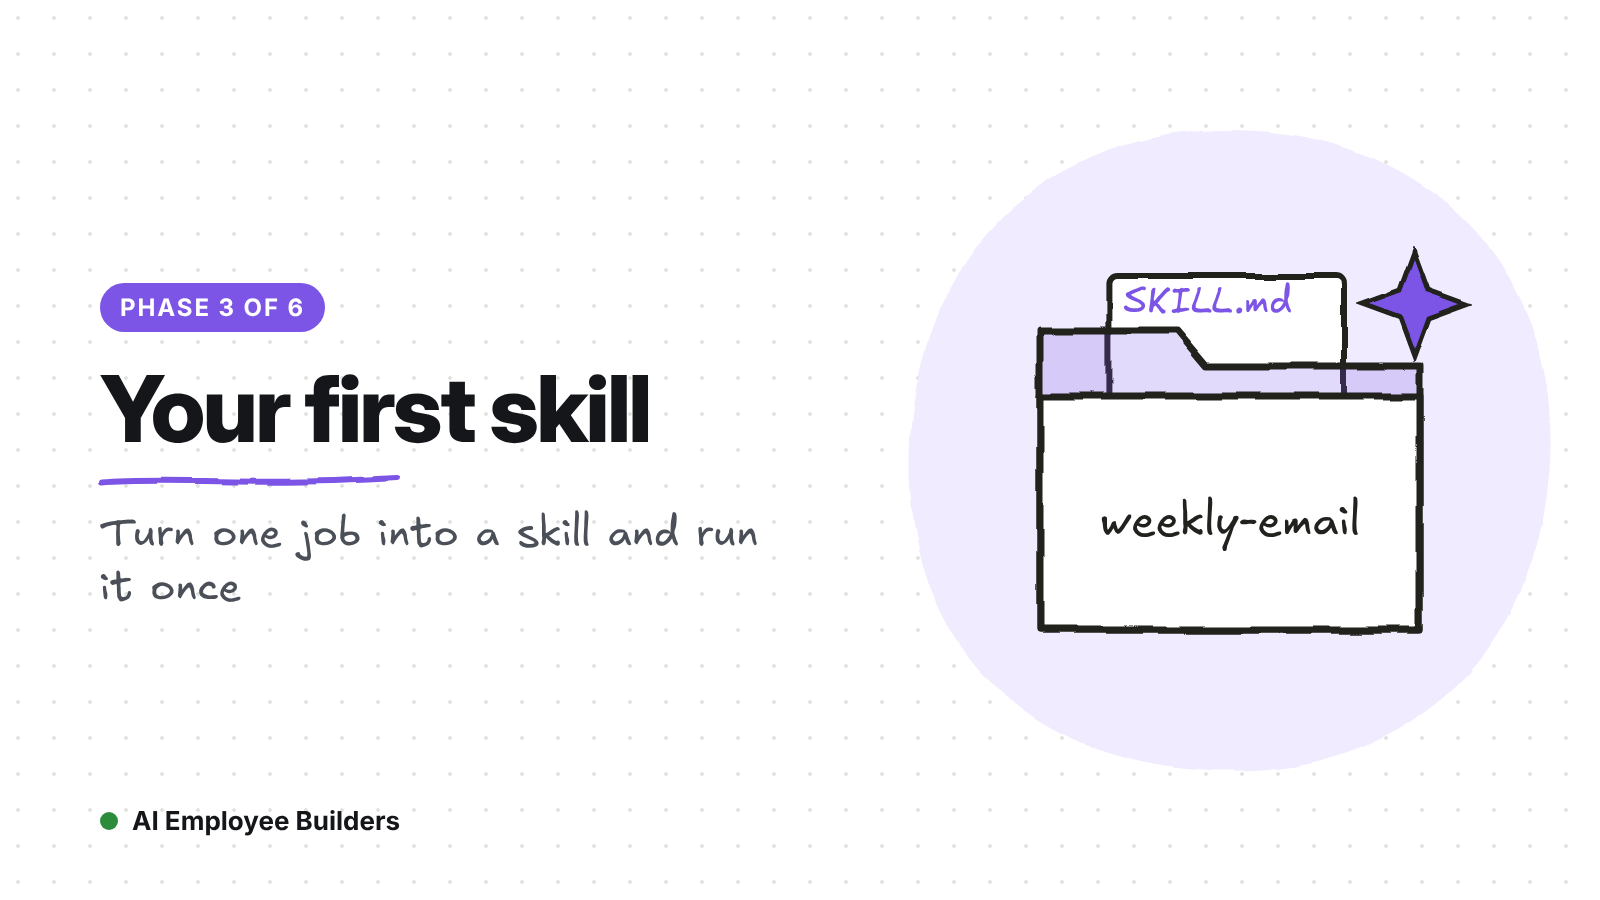 PHASE 3 OF 6
Your first skill
Turn one job into a skill and run
it once
SKILL.md
weekly-email
AI Employee Builders